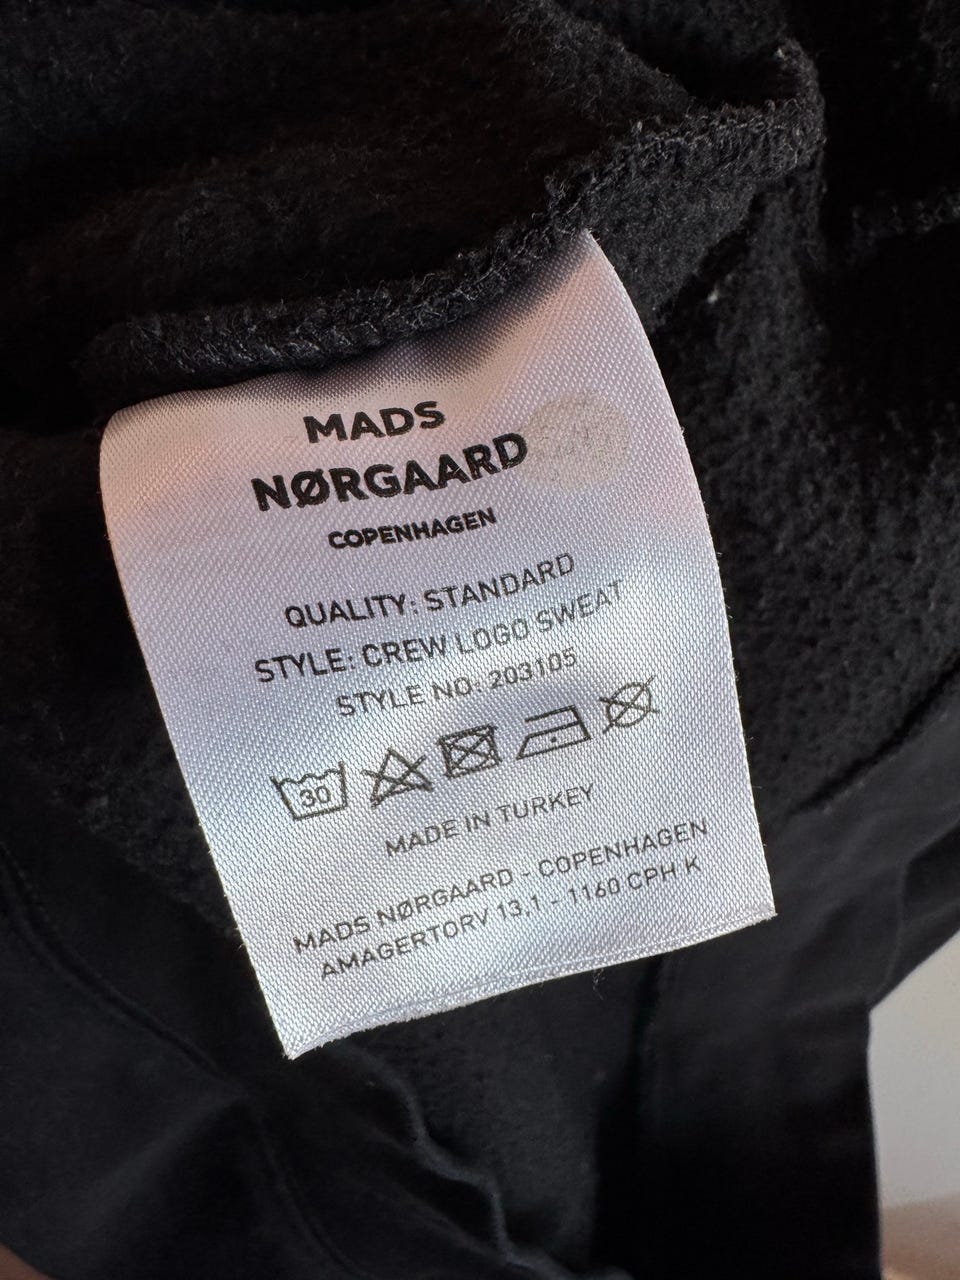 MADS
NØRGAARD
COPENHAGEN
QUALITY: STANDARD
STYLE: CREW LOGO SWEAT
STYLE NO: 203105
30
MADE IN TURKEY
MADS NØRGAARD - COPENHAGEN
AMAGERTORV 13,1 - 1160 CPH K